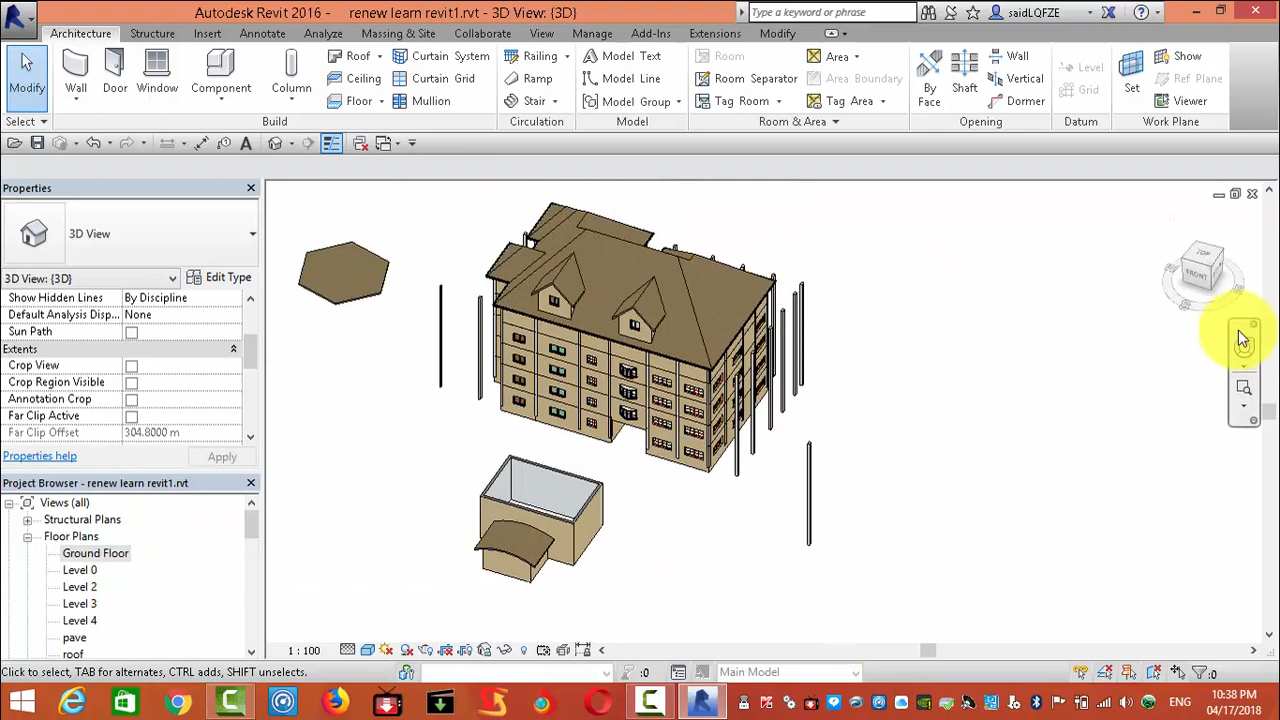 Autodesk Revit 2016 - renew learn revit1.rvt - 3D View: {3D}
Type a keyword or phrase
saidLQFZE
Architecture Structure Insert Annotate Analyze Massing & Site Collaborate View Manage Add-Ins Extensions Modify
Modify
Wall
Door
Window
Component
Column
Roof
Ceiling
Floor
Curtain System
Curtain Grid
Mullion
Railing
Ramp
Stair
Model Text
Model Line
Model Group
Room
Room Separator
Tag Room
Area
Area Boundary
Tag Area
By Face
Shaft
Wall
Vertical
Dormer
Level
Grid
Set
Show
Ref Plane
Viewer
Select Build Circulation Model Room & Area Opening Datum Work Plane
Properties
3D View
3D View: {3D} Edit Type
Show Hidden Lines By Discipline
Default Analysis Disp... None
Sun Path
Extents
Crop View
Crop Region Visible
Annotation Crop
Far Clip Active
Far Clip Offset 304.8000 m
Properties help Apply
Project Browser - renew learn revit1.rvt
Views (all)
Structural Plans
Floor Plans
Ground Floor
Level 0
Level 2
Level 3
Level 4
pave
roof
TOP
FRONT
1 : 100
Click to select, TAB for alternates, CTRL adds, SHIFT unselects.
:0
Main Model
:0
ENG
10:38 PM
04/17/2018